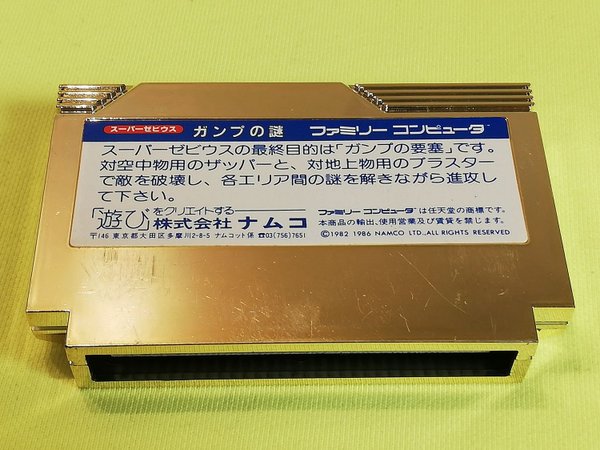 スーパーゼビウス ガンプの謎 ファミリー コンピュータ
スーパーゼビウスの最終目的は「ガンプの要塞」です。
対空中物用のザッパーと、対地上物用のブラスター
で敵を破壊し、各エリア間の謎を解きながら進攻し
て下さい。
「遊び」をクリエイトする 株式会社 ナムコ
〒146 東京都大田区多摩川2-8-5 ナムコット係 ☎03(756)7651
ファミリー コンピュータは任天堂の商標です。
本商品の輸出、使用営業及び賃貸を禁じます。
©1982 1986 NAMCO LTD.,ALL RIGHTS RESERVED